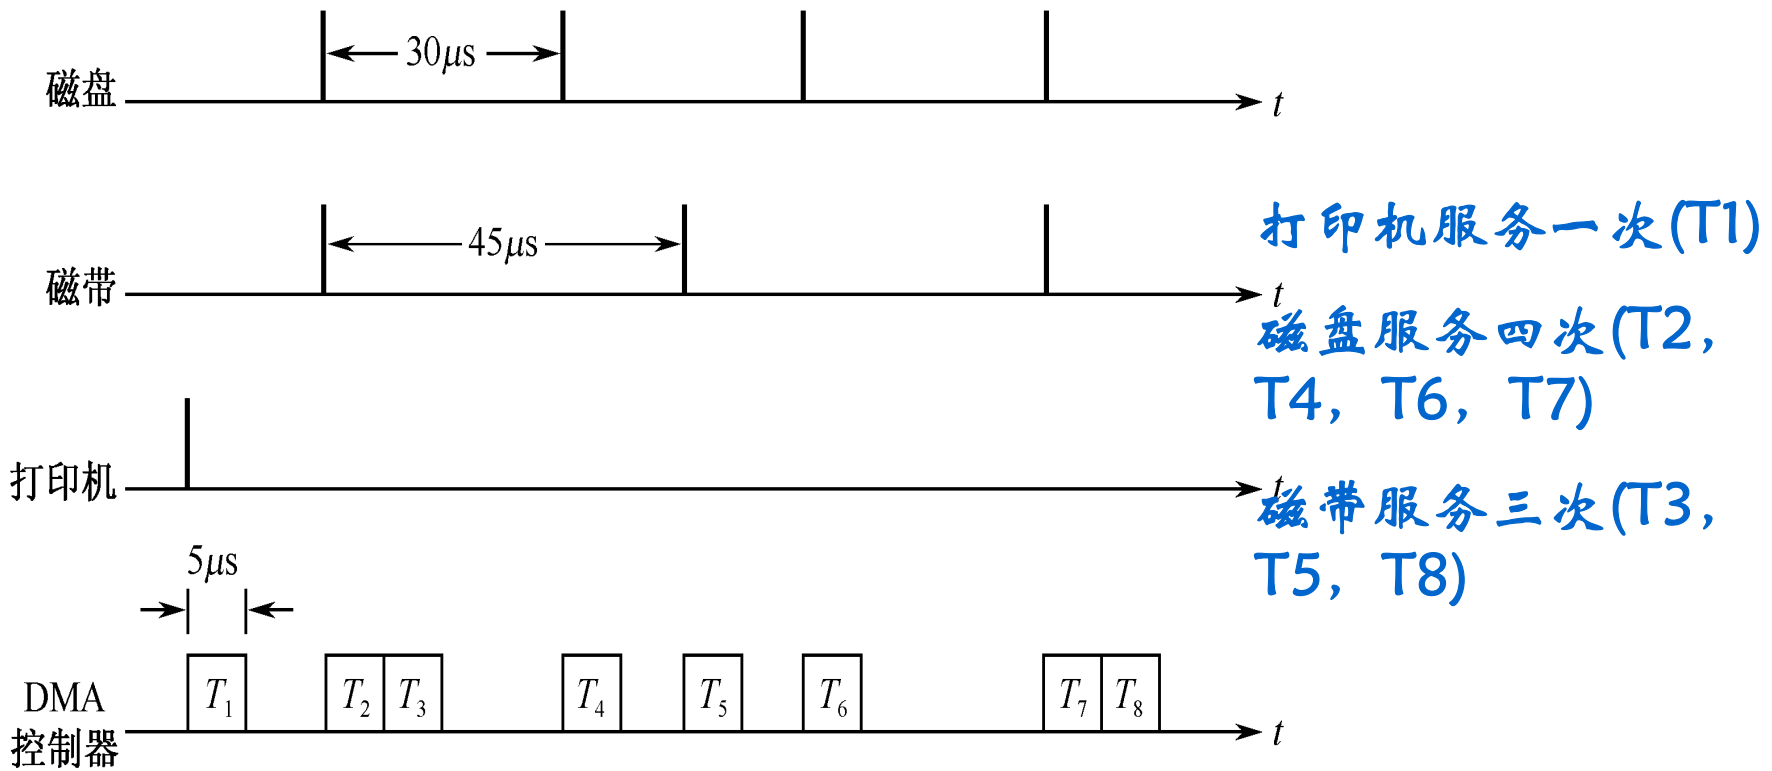 30μs
磁盘
t
45μs
磁带
t
打印机服务一次(T1)
磁盘服务四次(T2,
T4, T6, T7)
打印机
t
磁带服务三次(T3,
T5, T8)
5μs
T1 T2 T3 T4 T5 T6 T7 T8
DMA
控制器
t